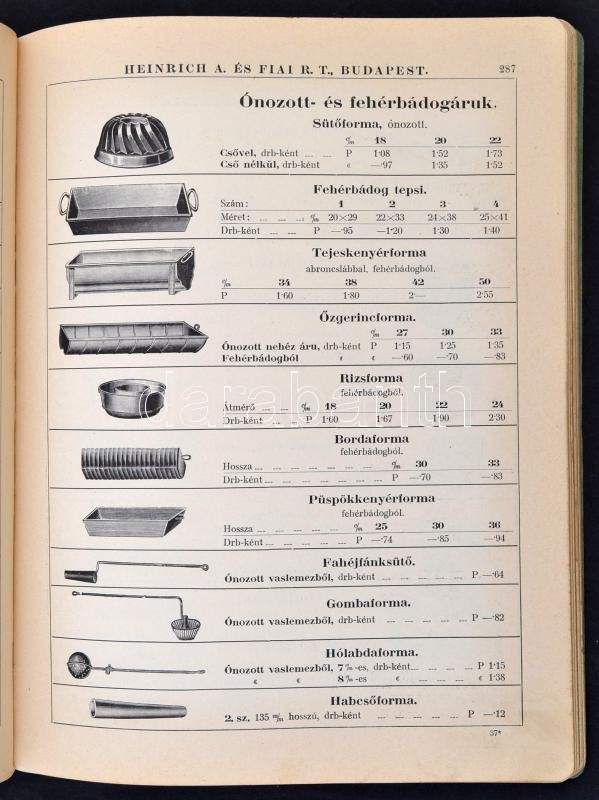 HEINRICH A. ÉS FIAI R. T., BUDAPEST. 287
Ónozott- és fehérbádogáruk.
Sütőforma, ónozott.
c/m 18 20 22
Csővel, drb-ként P 1·08 1·52 1·73
Cső nélkül, drb-ként „ —·97 1·35 1·52
Fehérbádog tepsi.
Szám: 1 2 3 4
Méret: c/m 20×29 22×33 24×38 25×41
Drb-ként P —·95 —1·20 1·30 1·40
Tejeskenyérforma
abroncslábbal, fehérbádogból.
c/m 34 38 42 50
P 1·60 1·80 2·— 2·55
Őzgerincforma.
c/m 27 30 33
Ónozott nehéz áru, drb-ként P 1·15 1·25 1·35
Fehérbádogból „ „ —·60 —·70 —·83
Rizsforma
fehérbádogból.
Átmérő c/m 18 20 22 24
Drb-ként P 1·60 1·67 1·90 2·30
Bordaforma
fehérbádogból.
Hossza c/m 30 33
Drb-ként P —·70 —·83
Püspökkenyérforma
fehérbádogból.
Hossza c/m 25 30 36
Drb-ként P —·74 —·85 —·94
Fahéjfánksütő.
Ónozott vaslemezből, drb-ként P —·64
Gombaforma.
Ónozott vaslemezből, drb-ként P —·82
Hólabdaforma.
Ónozott vaslemezből, 7 c/m-es, drb-ként P 1·15
„ „ 8 c/m-es „ „ 1·38
Habcsőforma.
2. sz. 135 m/m hosszú, drb-ként P —·12
37*
darabanth